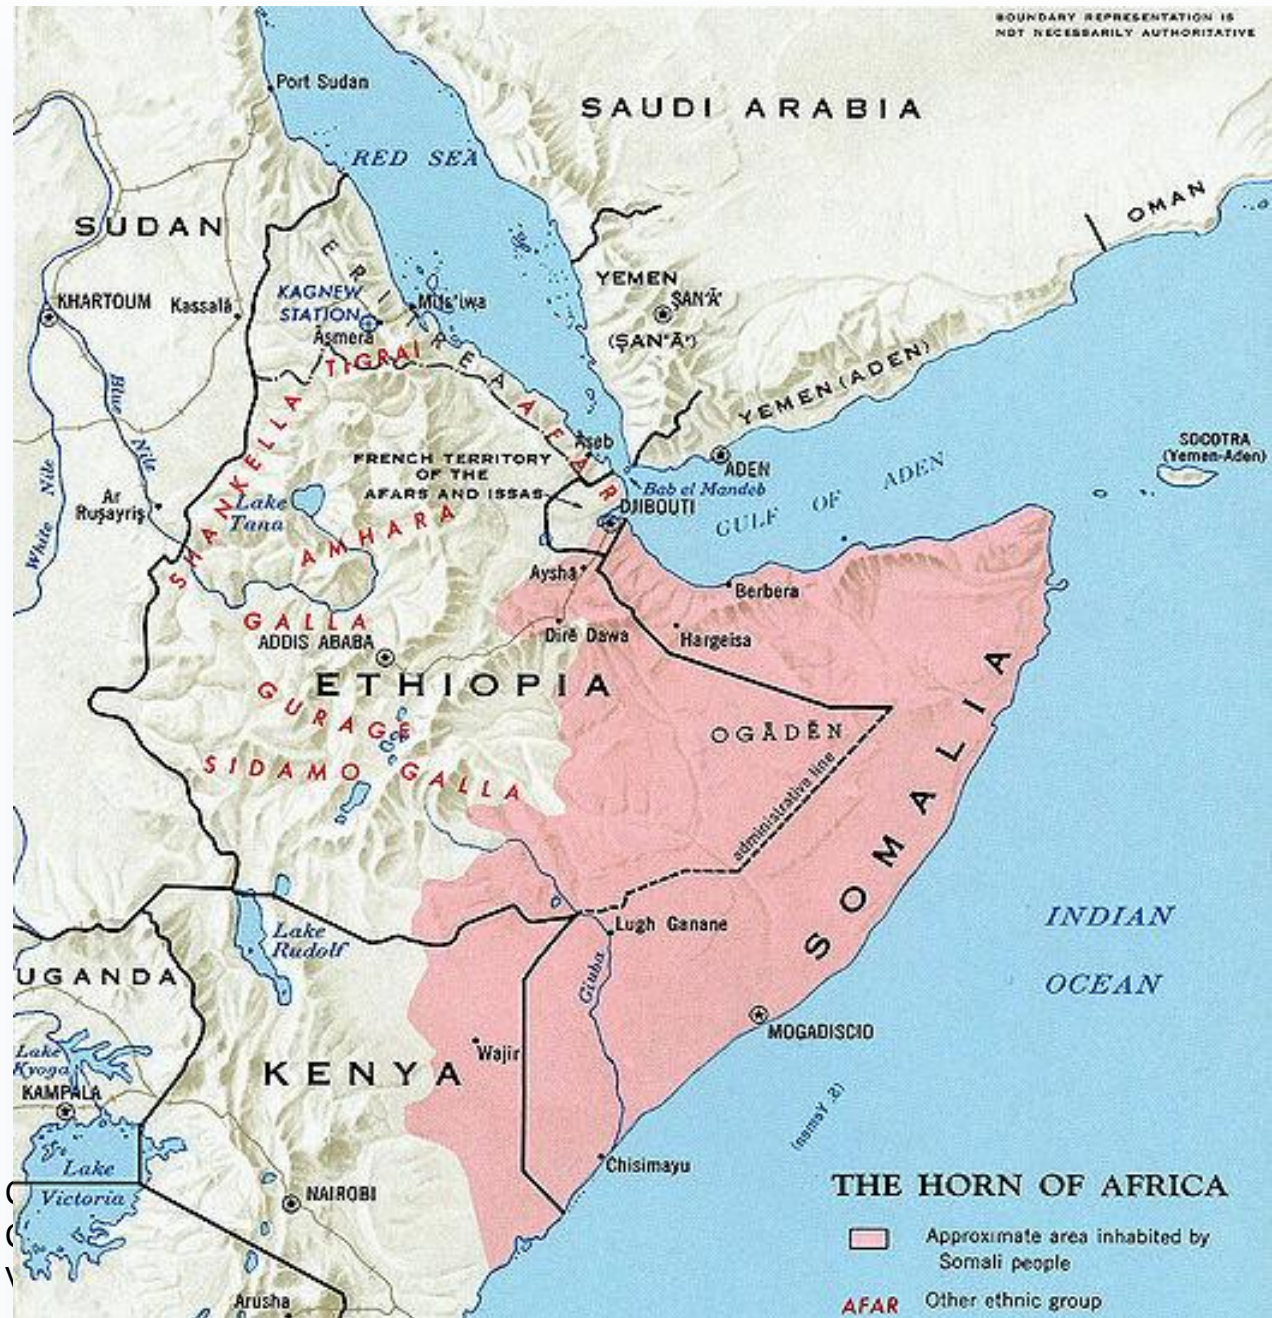 BOUNDARY REPRESENTATION IS
NOT NECESSARILY AUTHORITATIVE
Port Sudan
SAUDI ARABIA
RED SEA
OMAN
SUDAN
ERITREA
YEMEN
KAGNEW
STATION
KHARTOUM
Kassalā
Mits'iwa
ṢAN'Ā'
(ṢAN'Ā')
Āsmera
TIGRAI
YEMEN (ADEN)
Blue Nile
SHANKELLA
AFAR
Āseb
FRENCH TERRITORY
OF THE
AFARS AND ISSAS
ADEN
SOCOTRA
(Yemen-Aden)
White Nile
Ar
Ruşayriş
Lake
Tana
AMHARA
Bab el Mandeb
DJIBOUTI
GULF OF ADEN
Aysha
Berbera
GALLA
ADDIS ABABA
Dirē Dawa
Hargeisa
ETHIOPIA
GURAGE
OGĀDĒN
SIDAMO
GALLA
administrative line
SOMALIA
Lake
Rudolf
Lugh Ganane
INDIAN
OCEAN
UGANDA
Giuba
MOGADISCIO
Wajir
KENYA
Lake
Kyoga
KAMPALA
(S. Yemen)
Chisimayu
Lake
Victoria
NAIROBI
THE HORN OF AFRICA
Approximate area inhabited by
Somali people
Arusha
AFAR Other ethnic group